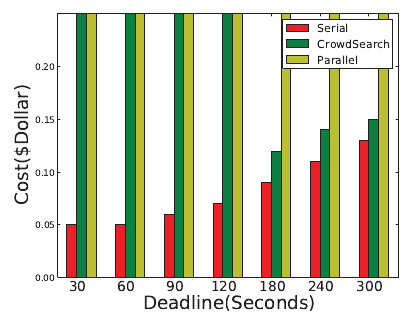 Serial
CrowdSearch
Parallel
Cost($Dollar)
0.20
0.15
0.10
0.05
0.00
30 60 90 120 180 240 300
Deadline(Seconds)